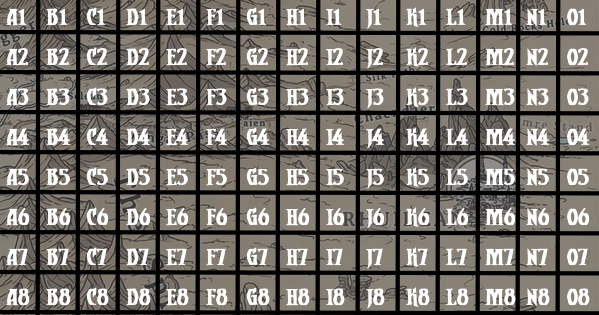 A1 B1 C1 D1 E1 F1 G1 H1 I1 J1 K1 L1 M1 N1 O1
A2 B2 C2 D2 E2 F2 G2 H2 I2 J2 K2 L2 M2 N2 O2
A3 B3 C3 D3 E3 F3 G3 H3 I3 J3 K3 L3 M3 N3 O3
A4 B4 C4 D4 E4 F4 G4 H4 I4 J4 K4 L4 M4 N4 O4
A5 B5 C5 D5 E5 F5 G5 H5 I5 J5 K5 L5 M5 N5 O5
A6 B6 C6 D6 E6 F6 G6 H6 I6 J6 K6 L6 M6 N6 O6
A7 B7 C7 D7 E7 F7 G7 H7 I7 J7 K7 L7 M7 N7 O7
A8 B8 C8 D8 E8 F8 G8 H8 I8 J8 K8 L8 M8 N8 O8